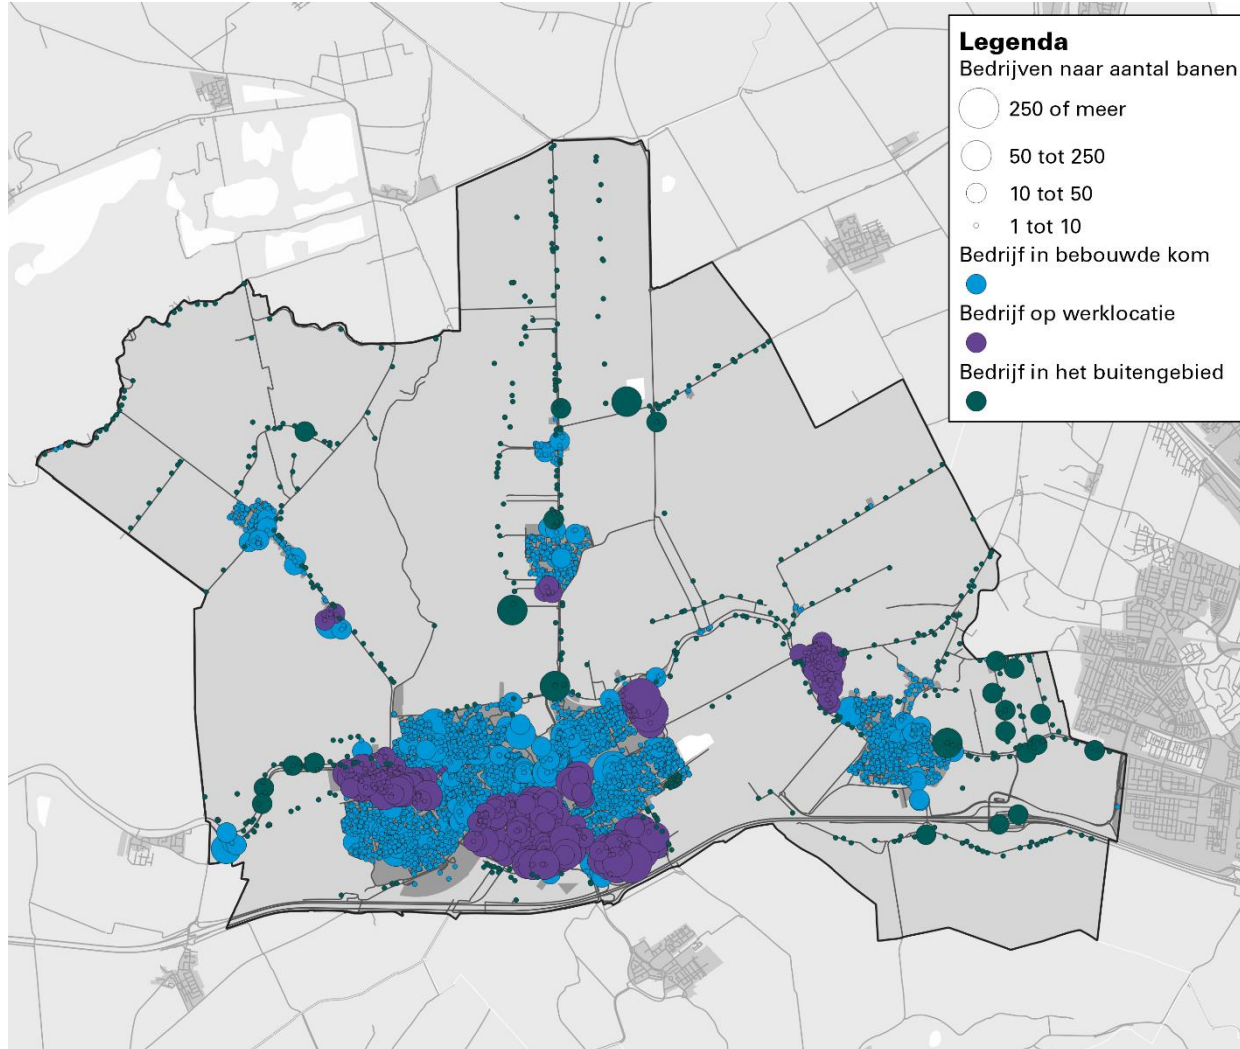 Legenda
Bedrijven naar aantal banen
250 of meer
50 tot 250
10 tot 50
1 tot 10
Bedrijf in bebouwde kom
Bedrijf op werklocatie
Bedrijf in het buitengebied